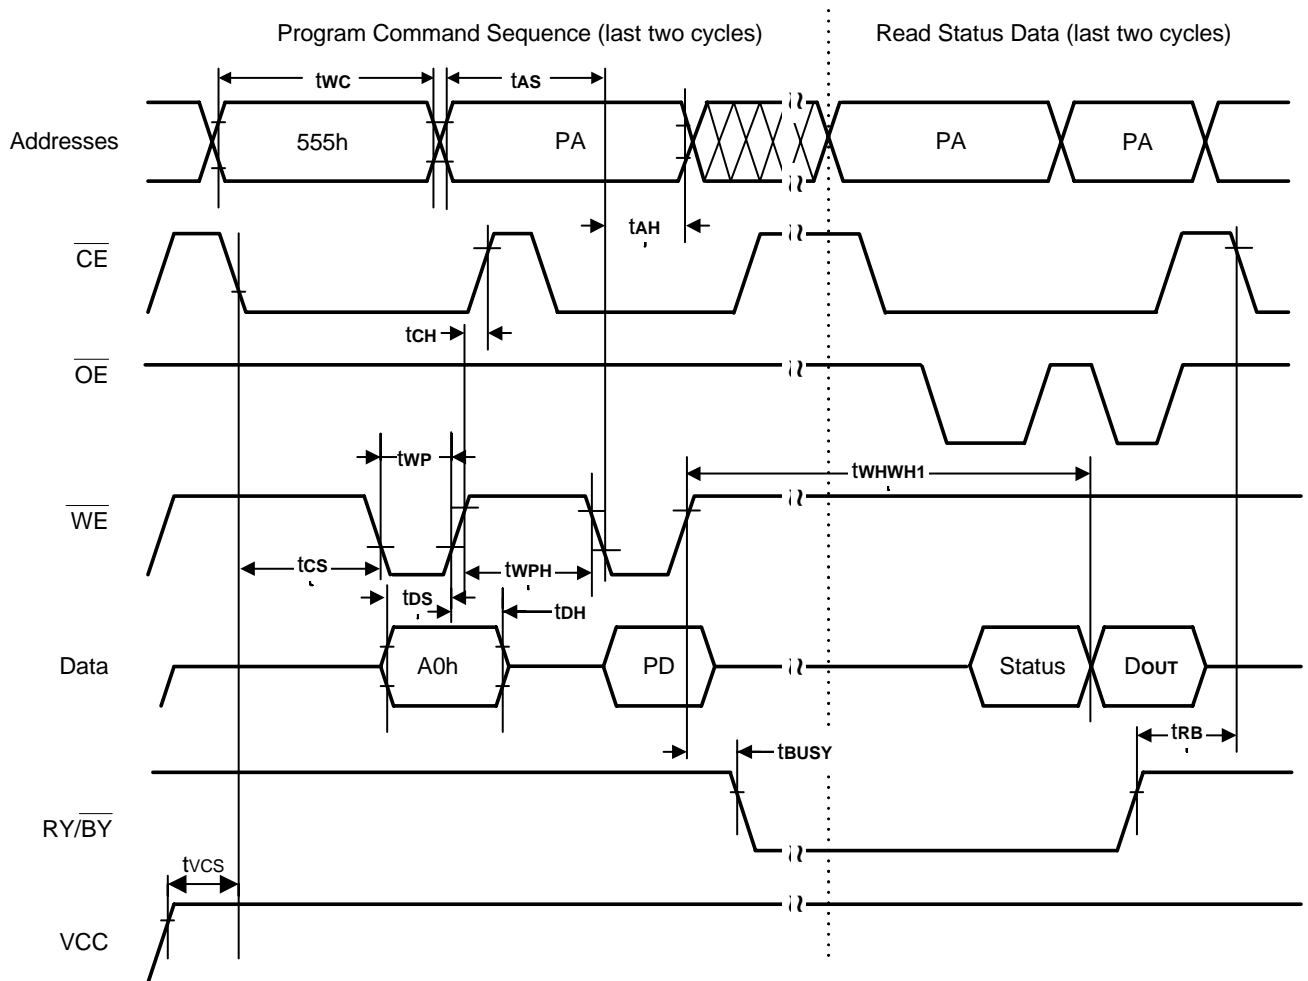 Program Command Sequence (last two cycles) Read Status Data (last two cycles)
tWC tAS
Addresses 555h PA PA PA
tAH
CE
tCH
OE
tWP tWHWH1
WE
tCS tWPH
tDS tDH
Data A0h PD Status DOUT
tBUSY tRB
RY/BY
tVCS
VCC